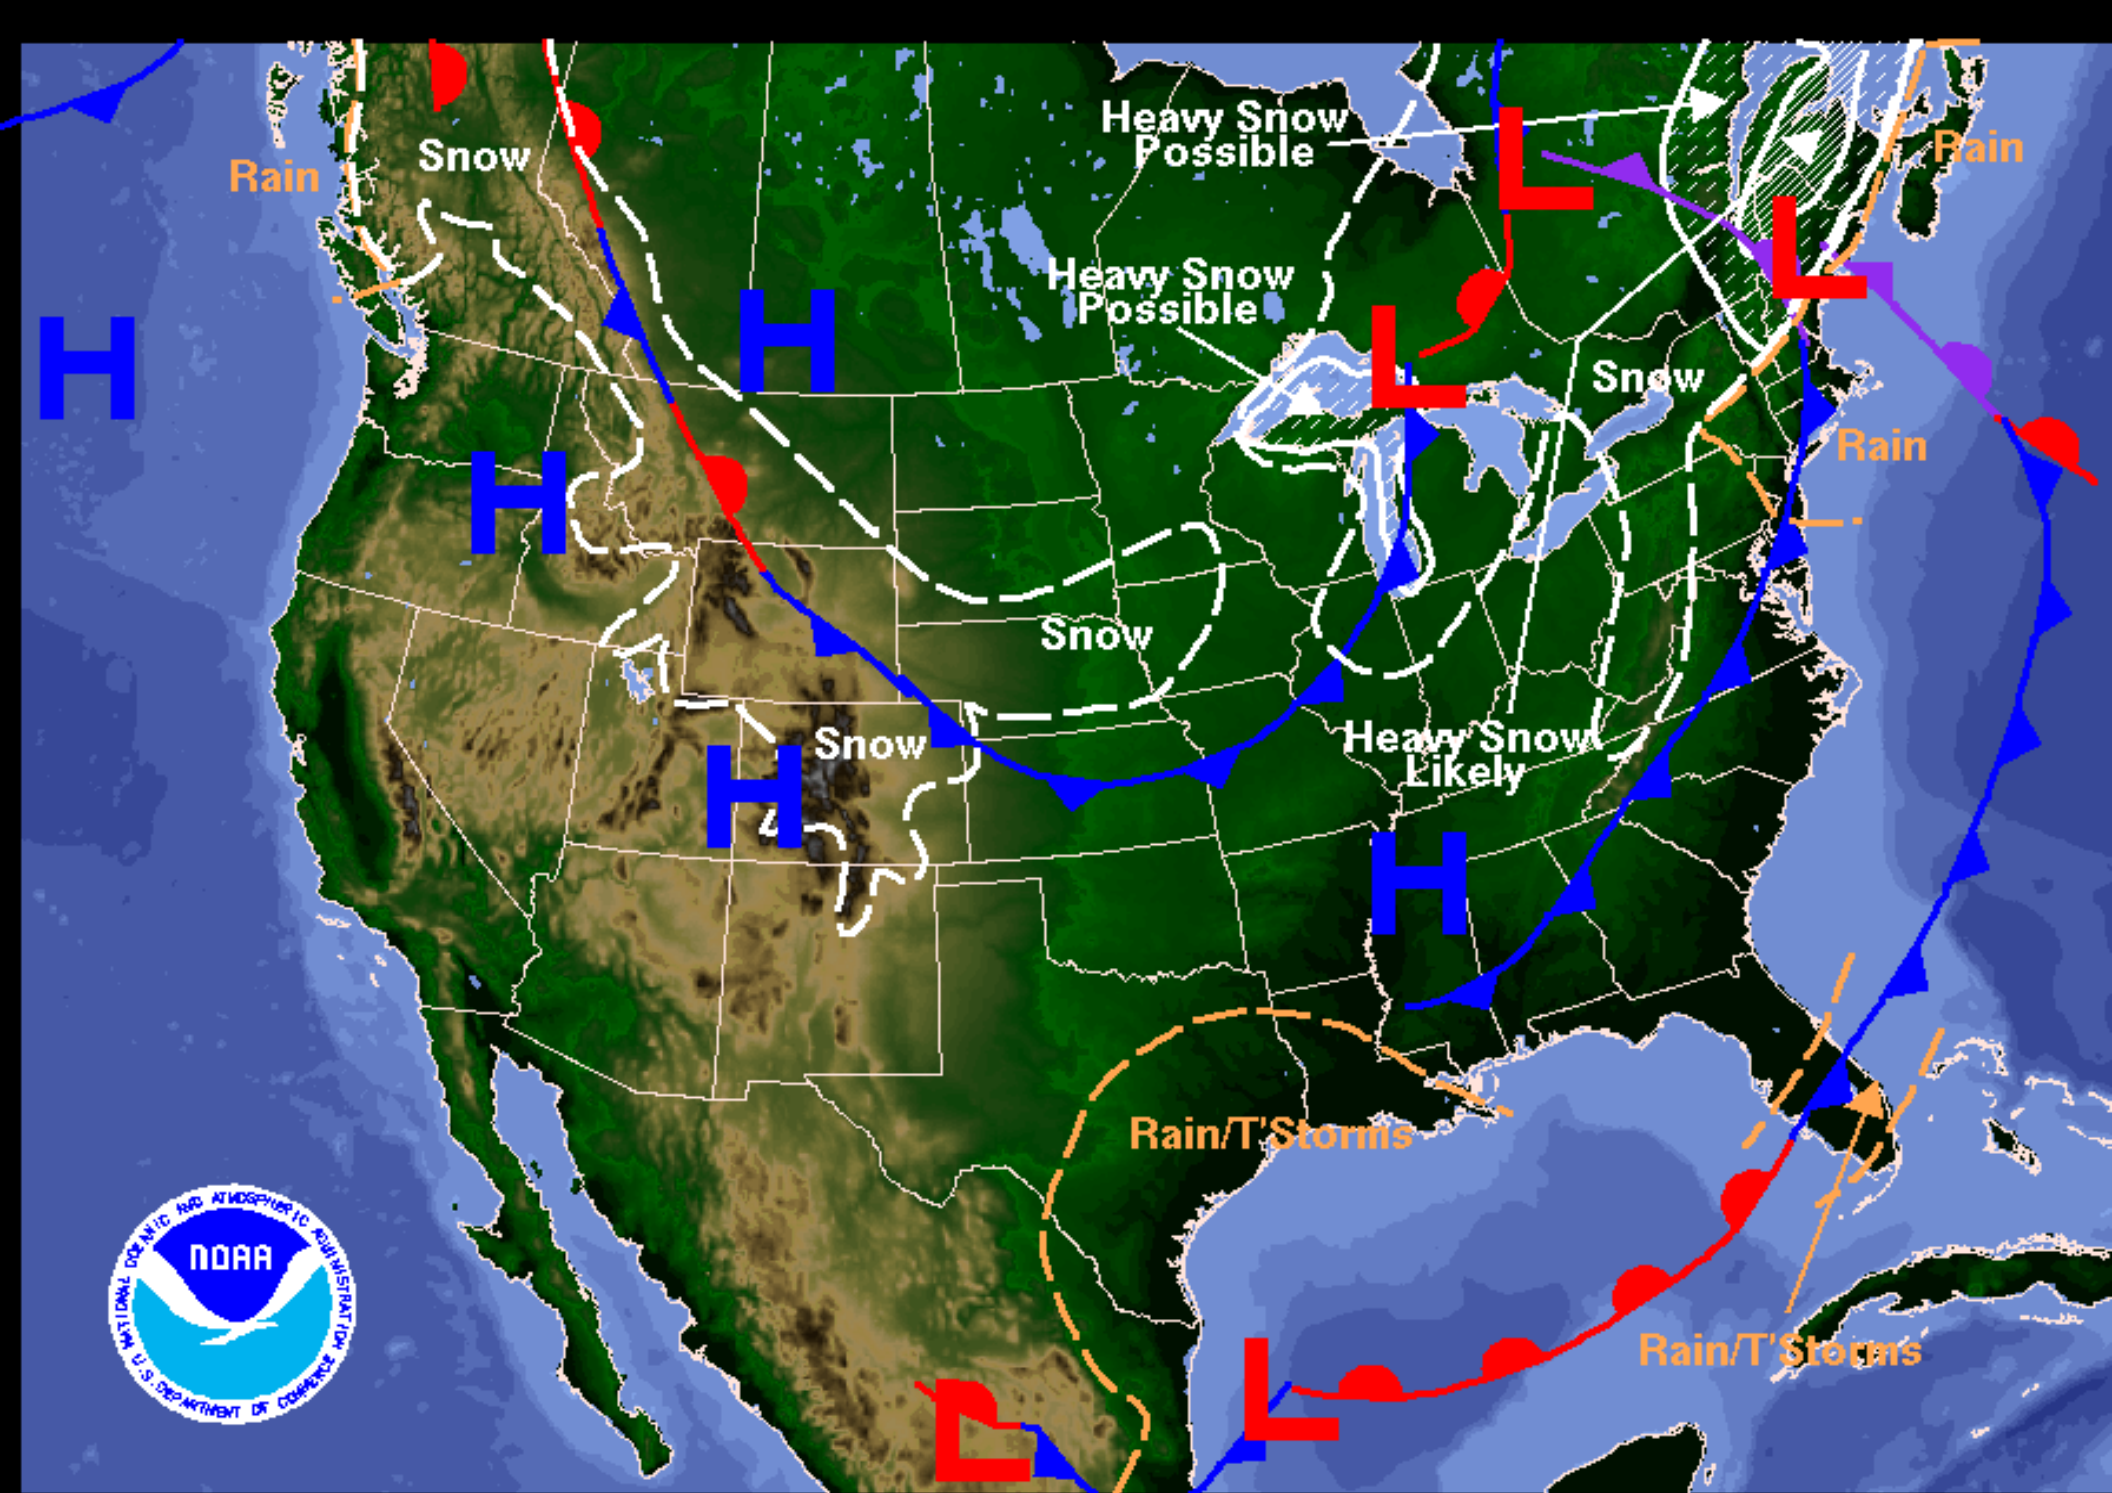 Heavy Snow
Possible
Rain
Snow
Rain
H
L
L
Heavy Snow
Possible
H
H
L
Snow
Rain
H
Snow
Snow
H
Heavy Snow
Likely
H
Rain/T'Storms
NATIONAL OCEANIC AND ATMOSPHERIC ADMINISTRATION
NOAA
U.S. DEPARTMENT OF COMMERCE
Rain/T'Storms
L
L